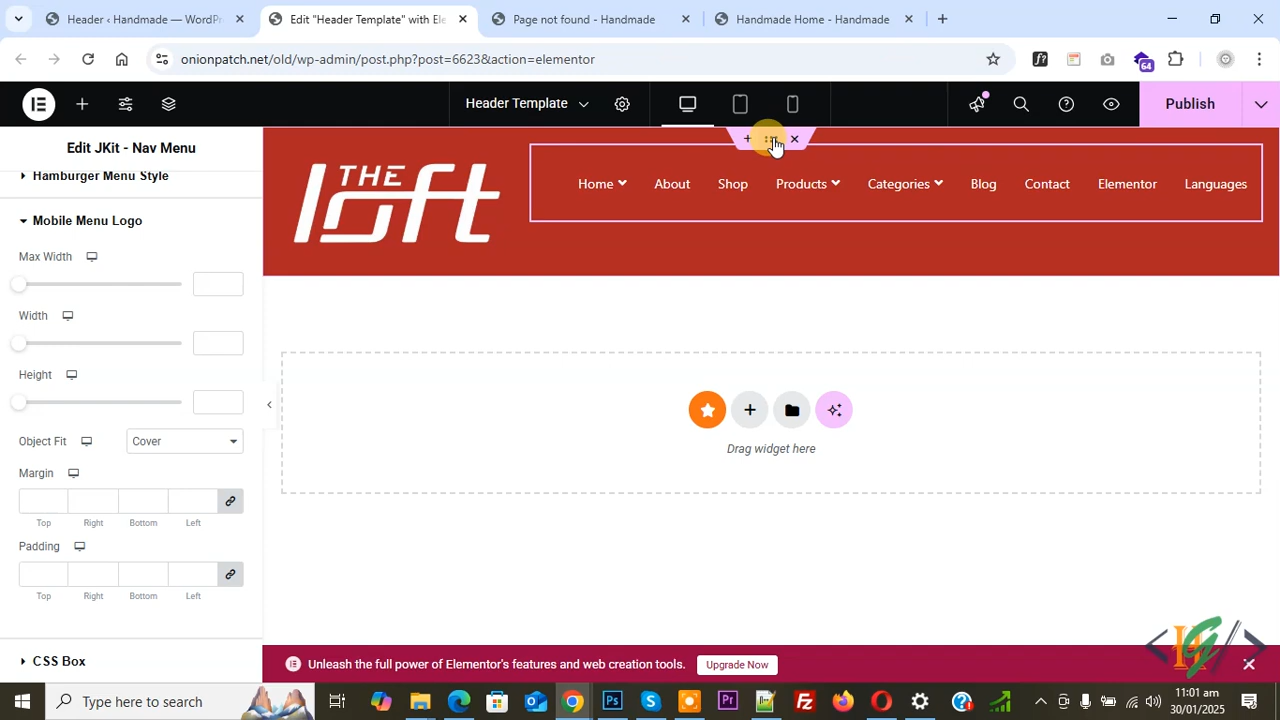 Header ‹ Handmade — WordPr
Edit "Header Template" with Ele
Page not found - Handmade
Handmade Home - Handmade
onionpatch.net/old/wp-admin/post.php?post=6623&action=elementor
64
Header Template
Publish
Edit JKit - Nav Menu
Hamburger Menu Style
Mobile Menu Logo
Max Width
Width
Height
Object Fit
Cover
Margin
Top Right Bottom Left
Padding
Top Right Bottom Left
CSS Box
THE
loft
Home About Shop Products Categories Blog Contact Elementor Languages
Drag widget here
Unleash the full power of Elementor's features and web creation tools.
Upgrade Now
Type here to search
11:01 am
30/01/2025